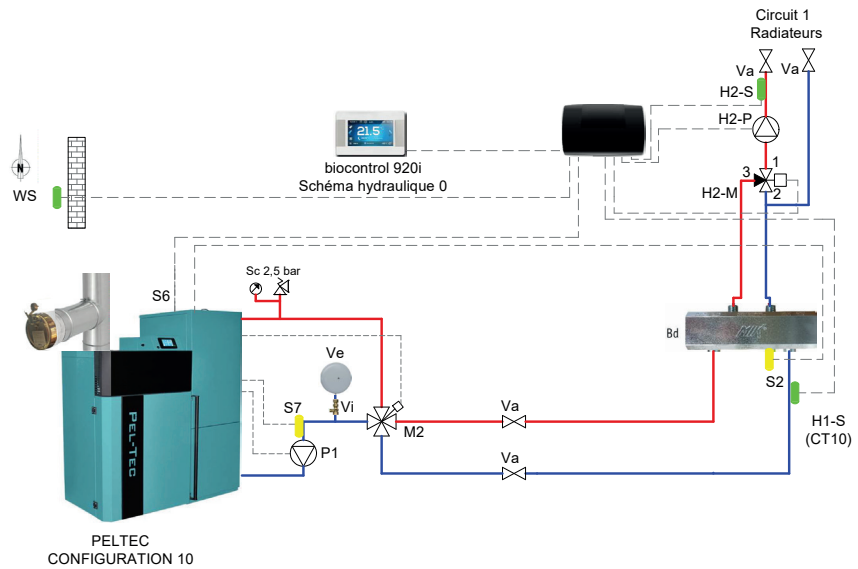 Circuit 1
Radiateurs
Va
Va
H2-S
H2-P
21.5
biocontrol 920i
Schéma hydraulique 0
N
WS
1
3
2
H2-M
Sc 2,5 bar
S6
Ve
Bd
S2
S7
Vi
M2
Va
H1-S
(CT10)
P1
Va
PEL-TEC
PELTEC
CONFIGURATION 10